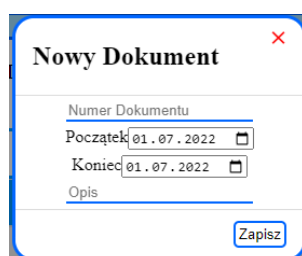 Nowy Dokument
Numer Dokumentu
Początek 01.07.2022
Koniec 01.07.2022
Opis
Zapisz